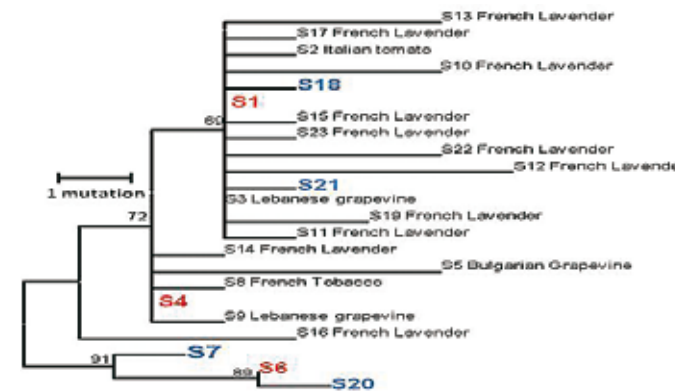 S13 French Lavender
S17 French Lavender
S2 Italian tomato
S10 French Lavender
S18
S1
69
S15 French Lavender
S23 French Lavender
S22 French Lavender
S12 French Lavende
1 mutation
S21
S3 Lebanese grapevine
72
S19 French Lavender
S11 French Lavender
S14 French Lavender
S5 Bulgarian Grapevine
S8 French Tobacco
S4
S9 Lebanese grapevine
S16 French Lavender
S7
91
S6
89
S20